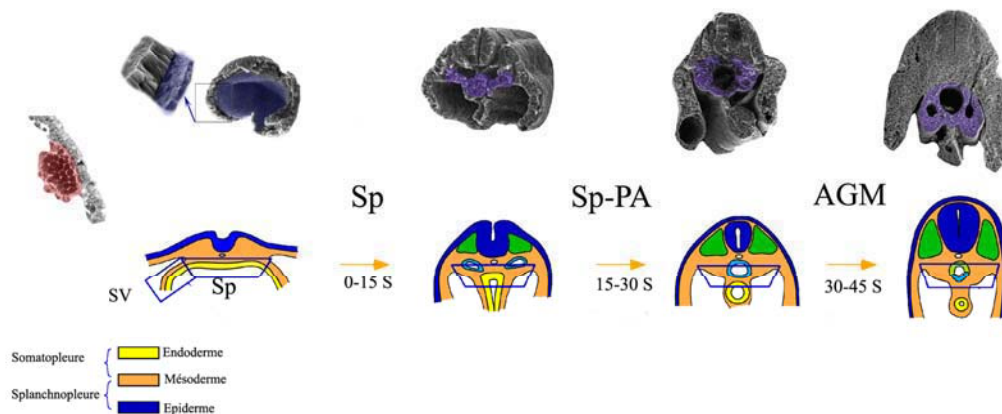 Sp
Sp-PA
AGM
SV
Sp
0-15 S
15-30 S
30-45 S
Somatopleure
Endoderme
Mésoderme
Splanchnopleure
Epiderme